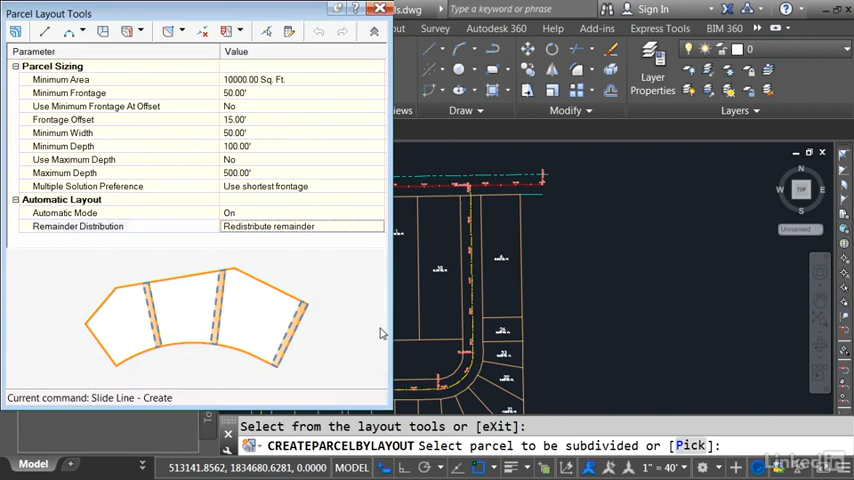 Parcel Layout Tools
Parameter Value
Parcel Sizing
Minimum Area 10000.00 Sq. Ft.
Minimum Frontage 50.00'
Use Minimum Frontage At Offset No
Frontage Offset 15.00'
Minimum Width 50.00'
Minimum Depth 100.00'
Use Maximum Depth No
Maximum Depth 500.00'
Multiple Solution Preference Use shortest frontage
Automatic Layout
Automatic Mode On
Remainder Distribution Redistribute remainder
Current command: Slide Line - Create
ds.dwg
Type a keyword or phrase
Sign In
Help Add-ins Express Tools BIM 360
Layer
Properties
0
Draw Modify Layers
N
W TOP E
S
Unnamed
Select from the layout tools or [eXit]:
CREATEPARCELBYLAYOUT Select parcel to be subdivided or [Pick]:
Model
513141.8562, 1834680.6281, 0.0000 MODEL 1" = 40'
LinkedIn